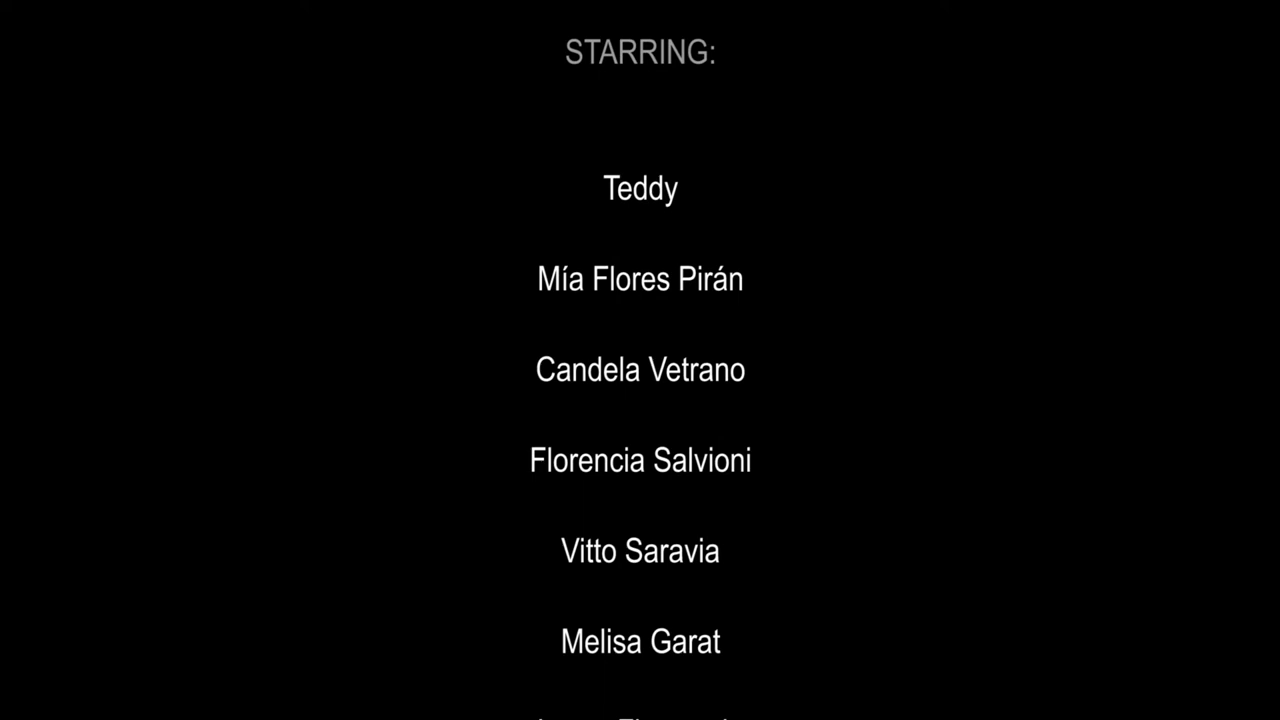 STARRING:
Teddy
Mía Flores Pirán
Candela Vetrano
Florencia Salvioni
Vitto Saravia
Melisa Garat